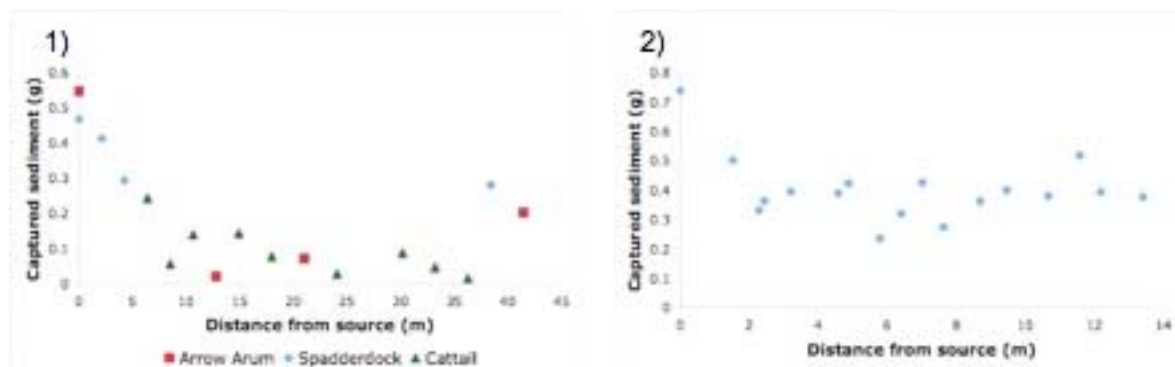 1)
Captured sediment (g)
0.6
0.5
0.4
0.3
0.2
0.1
0
0 5 10 15 20 25 30 35 40 45
Distance from source (m)
Arrow Arum Spadderdock Cattail
2)
Captured sediment (g)
0.8
0.7
0.6
0.5
0.4
0.3
0.2
0.1
0
0 2 4 6 8 10 12 14
Distance from source (m)